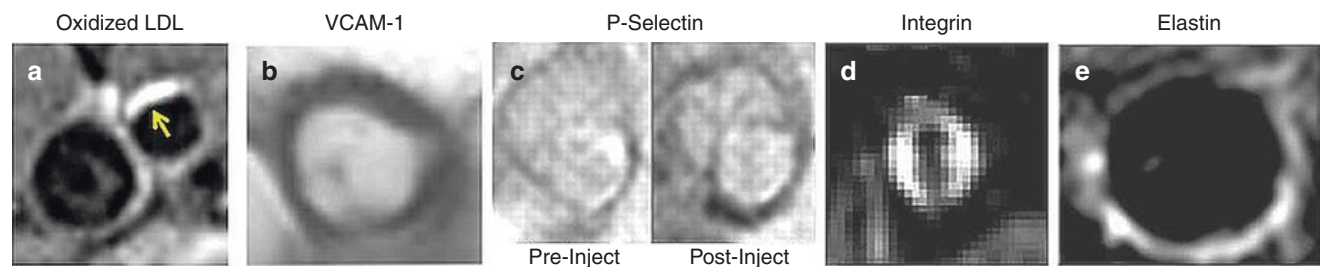 Oxidized LDL
VCAM-1
P-Selectin
Integrin
Elastin
a
b
c
d
e
Pre-Inject
Post-Inject